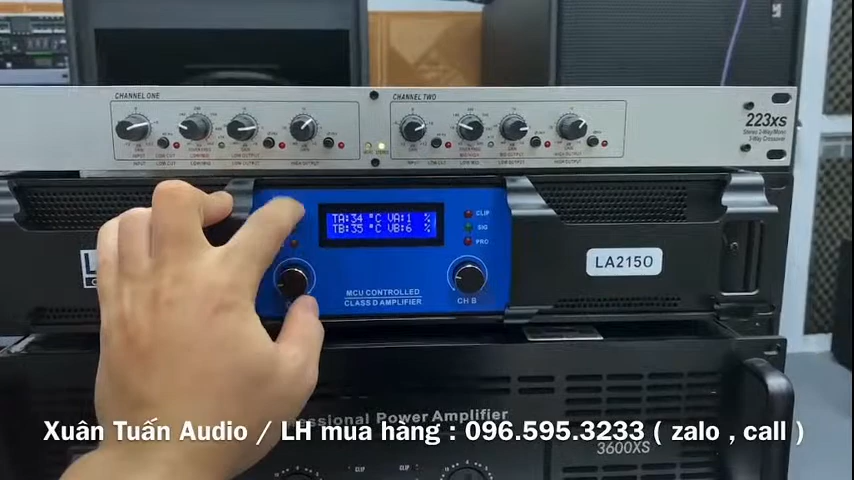 CHANNEL ONE
CHANNEL TWO
223xs
Stereo 2-Way/Mono
3-Way Crossover
TA:34 °C VA:1 %
TB:35 °C VB:6 %
CLIP
SIG
PRO
LA2150
MCU CONTROLLED
CLASS D AMPLIFIER
CH B
Power Amplifier
3600XS
CLIP
CLIP
Xuân Tuấn Audio / LH mua hàng : 096.595.3233 ( zalo , call )